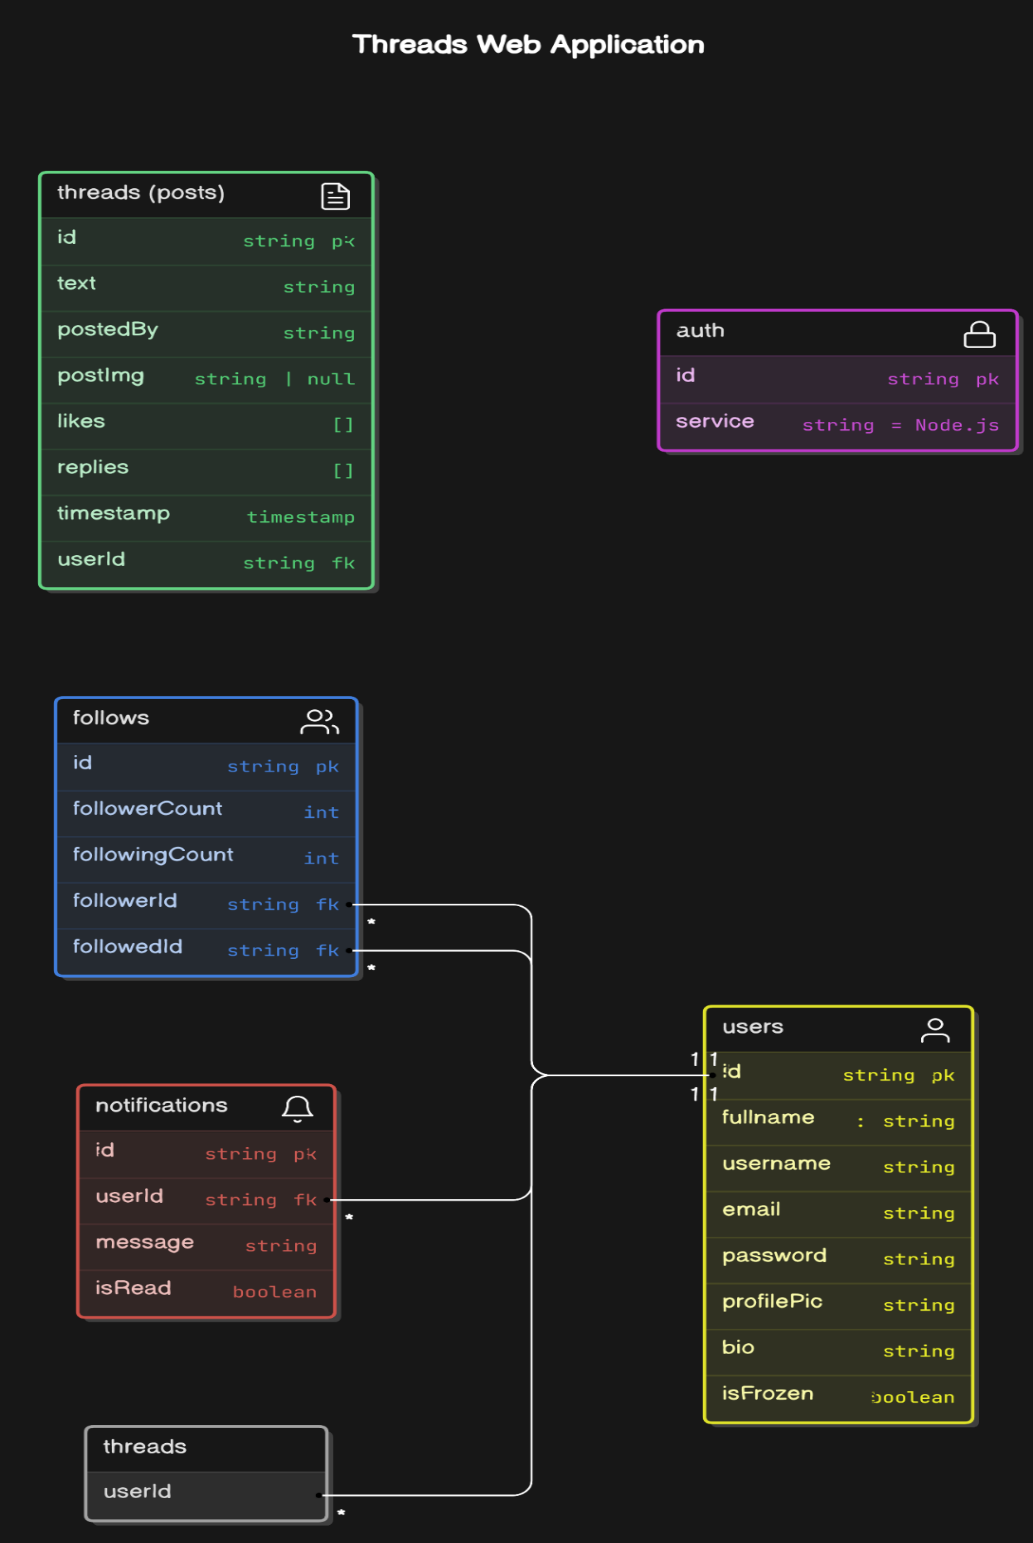 Threads Web Application
threads (posts)
id string pk
text string
postedBy string
postImg string | null
likes []
replies []
timestamp timestamp
userId string fk
auth
id string pk
service string = Node.js
follows
id string pk
followerCount int
followingCount int
followerId string fk
*
followedId string fk
*
notifications
id string pk
userId string fk
*
message string
isRead boolean
threads
userId
*
users
1 1
id string pk
1 1
fullname : string
username string
email string
password string
profilePic string
bio string
isFrozen boolean